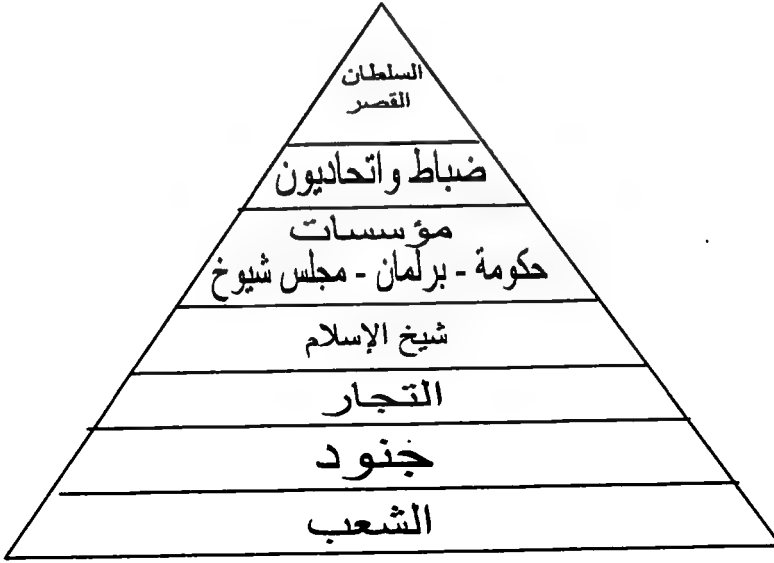 السلطان
القصر
ضباط واتحاديون
مؤسسات
حكومة - برلمان - مجلس شيوخ
شيخ الإسلام
التجار
جنود
الشعب